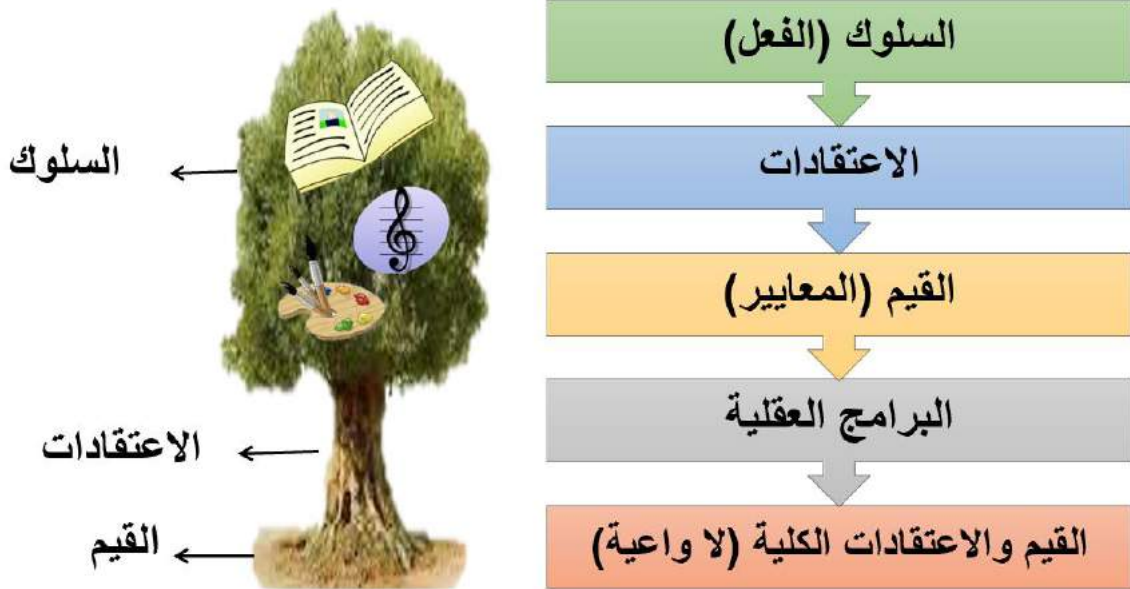 السلوك (الفعل)
الاعتقادات
القيم (المعايير)
البرامج العقلية
القيم والاعتقادات الكلية (لا واعية)
السلوك
الاعتقادات
القيم